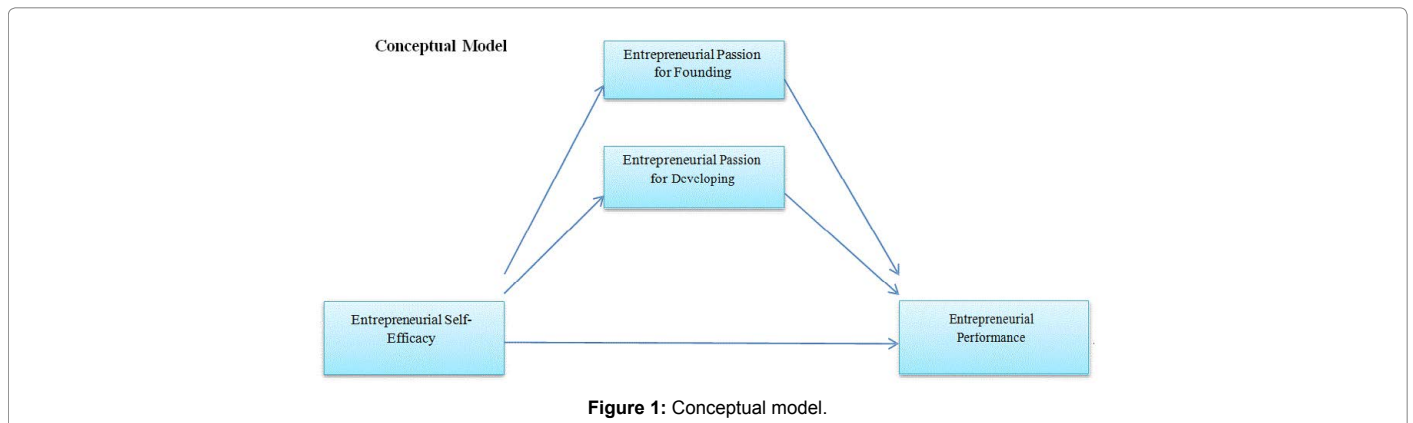 Conceptual Model
Entrepreneurial Passion
for Founding
Entrepreneurial Passion
for Developing
Entrepreneurial Self-
Efficacy
Entrepreneurial
Performance
Figure 1: Conceptual model.